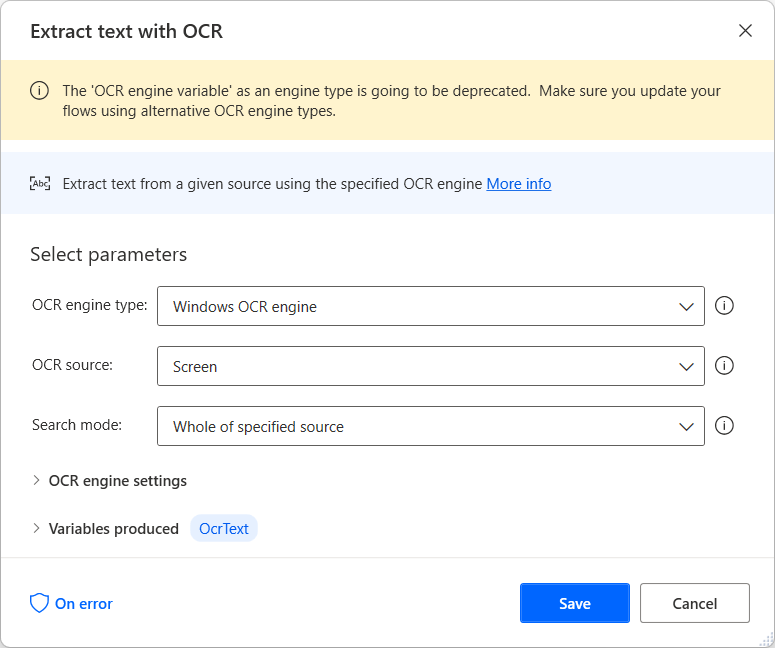 Extract text with OCR
The 'OCR engine variable' as an engine type is going to be deprecated.  Make sure you update your
flows using alternative OCR engine types.
Abc Extract text from a given source using the specified OCR engine More info
Select parameters
OCR engine type: Windows OCR engine
OCR source: Screen
Search mode: Whole of specified source
OCR engine settings
Variables produced OcrText
On error Save Cancel